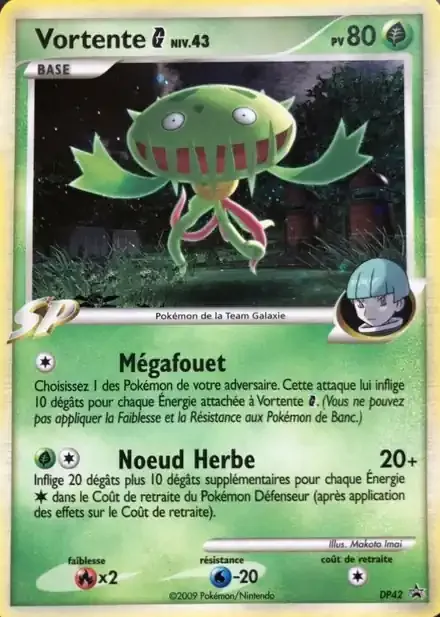 Vortente G NIV.43 PV 80
BASE
SP
Pokémon de la Team Galaxie
Mégafouet
Choisissez 1 des Pokémon de votre adversaire. Cette attaque lui inflige
10 dégâts pour chaque Énergie attachée à Vortente G. (Vous ne pouvez
pas appliquer la Faiblesse et la Résistance aux Pokémon de Banc.)
Noeud Herbe 20+
Inflige 20 dégâts plus 10 dégâts supplémentaires pour chaque Énergie
dans le Coût de retraite du Pokémon Défenseur (après application
des effets sur le Coût de retraite).
Illus. Makoto Imai
faiblesse résistance coût de retraite
x2 -20
©2009 Pokémon/Nintendo DP42